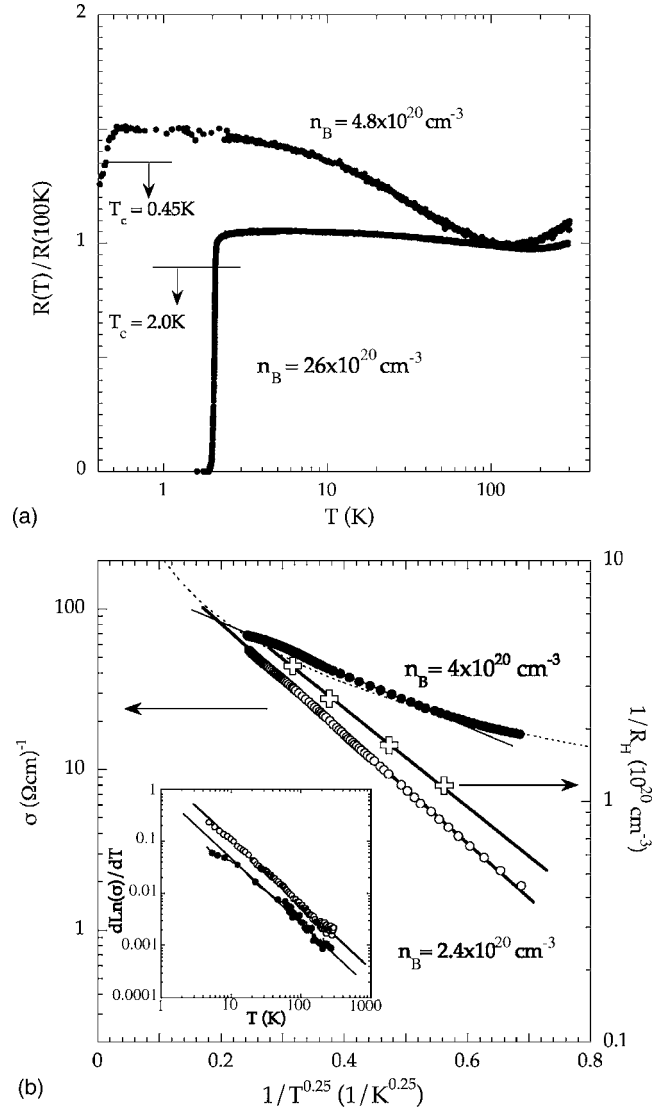 2
n_B = 4.8x10^20 cm^-3
T_c = 0.45K
1
T_c = 2.0K
n_B = 26x10^20 cm^-3
0
R(T)/R(100K)
1 10 100
T (K)
(a)
100
10
1
σ (Ωcm)^-1
n_B = 4x10^20 cm^-3
n_B = 2.4x10^20 cm^-3
10
1
0.1
1/R_H (10^20 cm^-3)
1
0.1
0.01
0.001
0.0001
dLn(σ)/dT
1 10 100 1000
T (K)
0 0.2 0.4 0.6 0.8
1/T^0.25 (1/K^0.25)
(b)